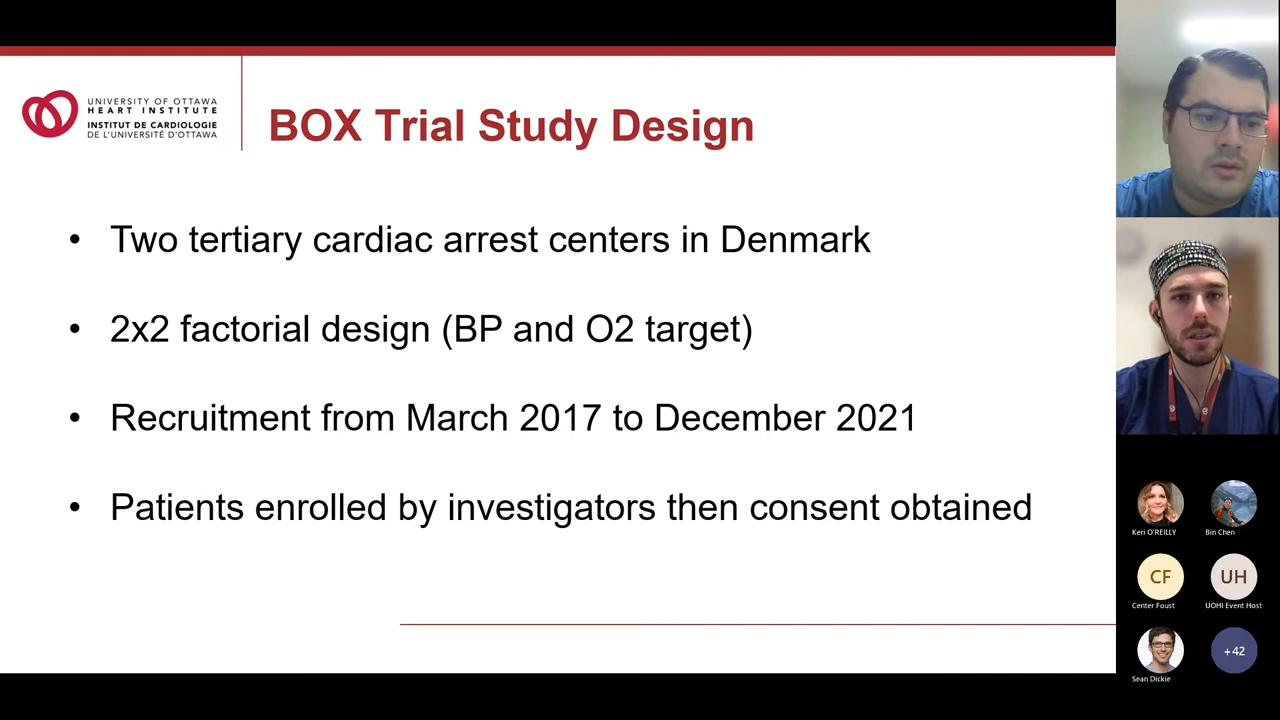 UNIVERSITY OF OTTAWA
HEART INSTITUTE
INSTITUT DE CARDIOLOGIE
DE L'UNIVERSITÉ D'OTTAWA
BOX Trial Study Design
• Two tertiary cardiac arrest centers in Denmark
• 2x2 factorial design (BP and O2 target)
• Recruitment from March 2017 to December 2021
• Patients enrolled by investigators then consent obtained
Keri O'REILLY
Bin Chen
CF
UH
Center Foust
UOHI Event Host
+42
Sean Dickie